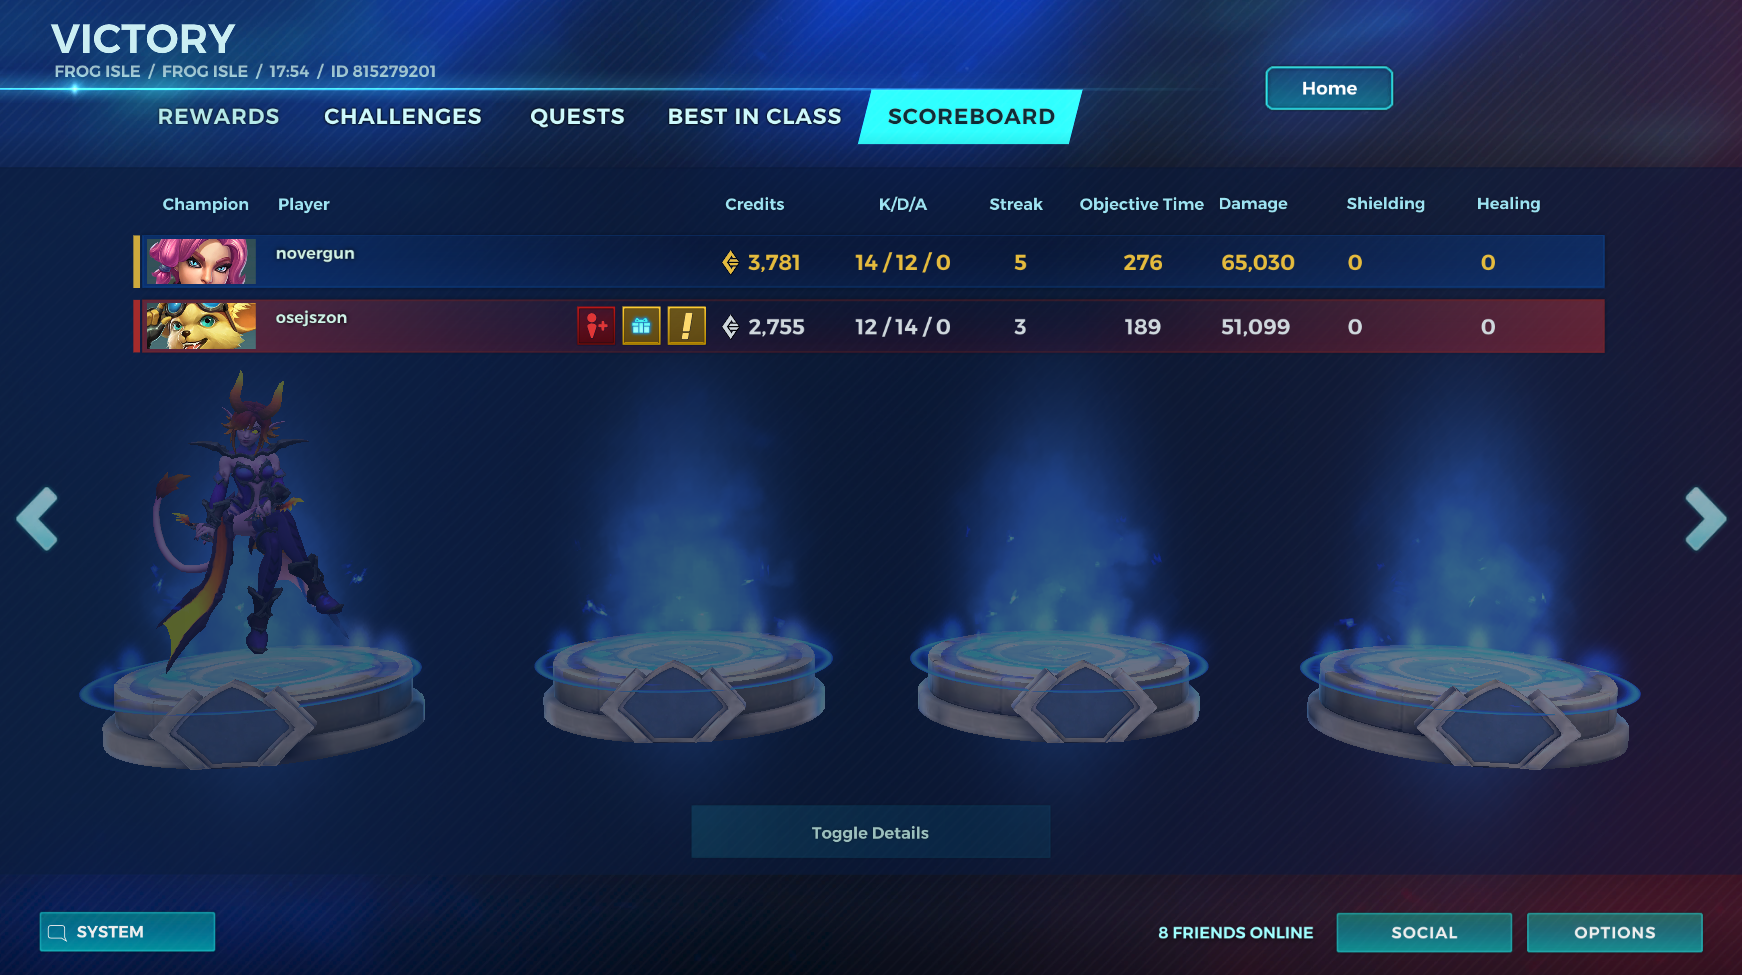 VICTORY
FROG ISLE / FROG ISLE / 17:54 / ID 815279201
Home
REWARDS CHALLENGES QUESTS BEST IN CLASS SCOREBOARD
Champion Player Credits K/D/A Streak Objective Time Damage Shielding Healing
novergun 3,781 14 / 12 / 0 5 276 65,030 0 0
osejszon ! 2,755 12 / 14 / 0 3 189 51,099 0 0
Toggle Details
SYSTEM 8 FRIENDS ONLINE SOCIAL OPTIONS